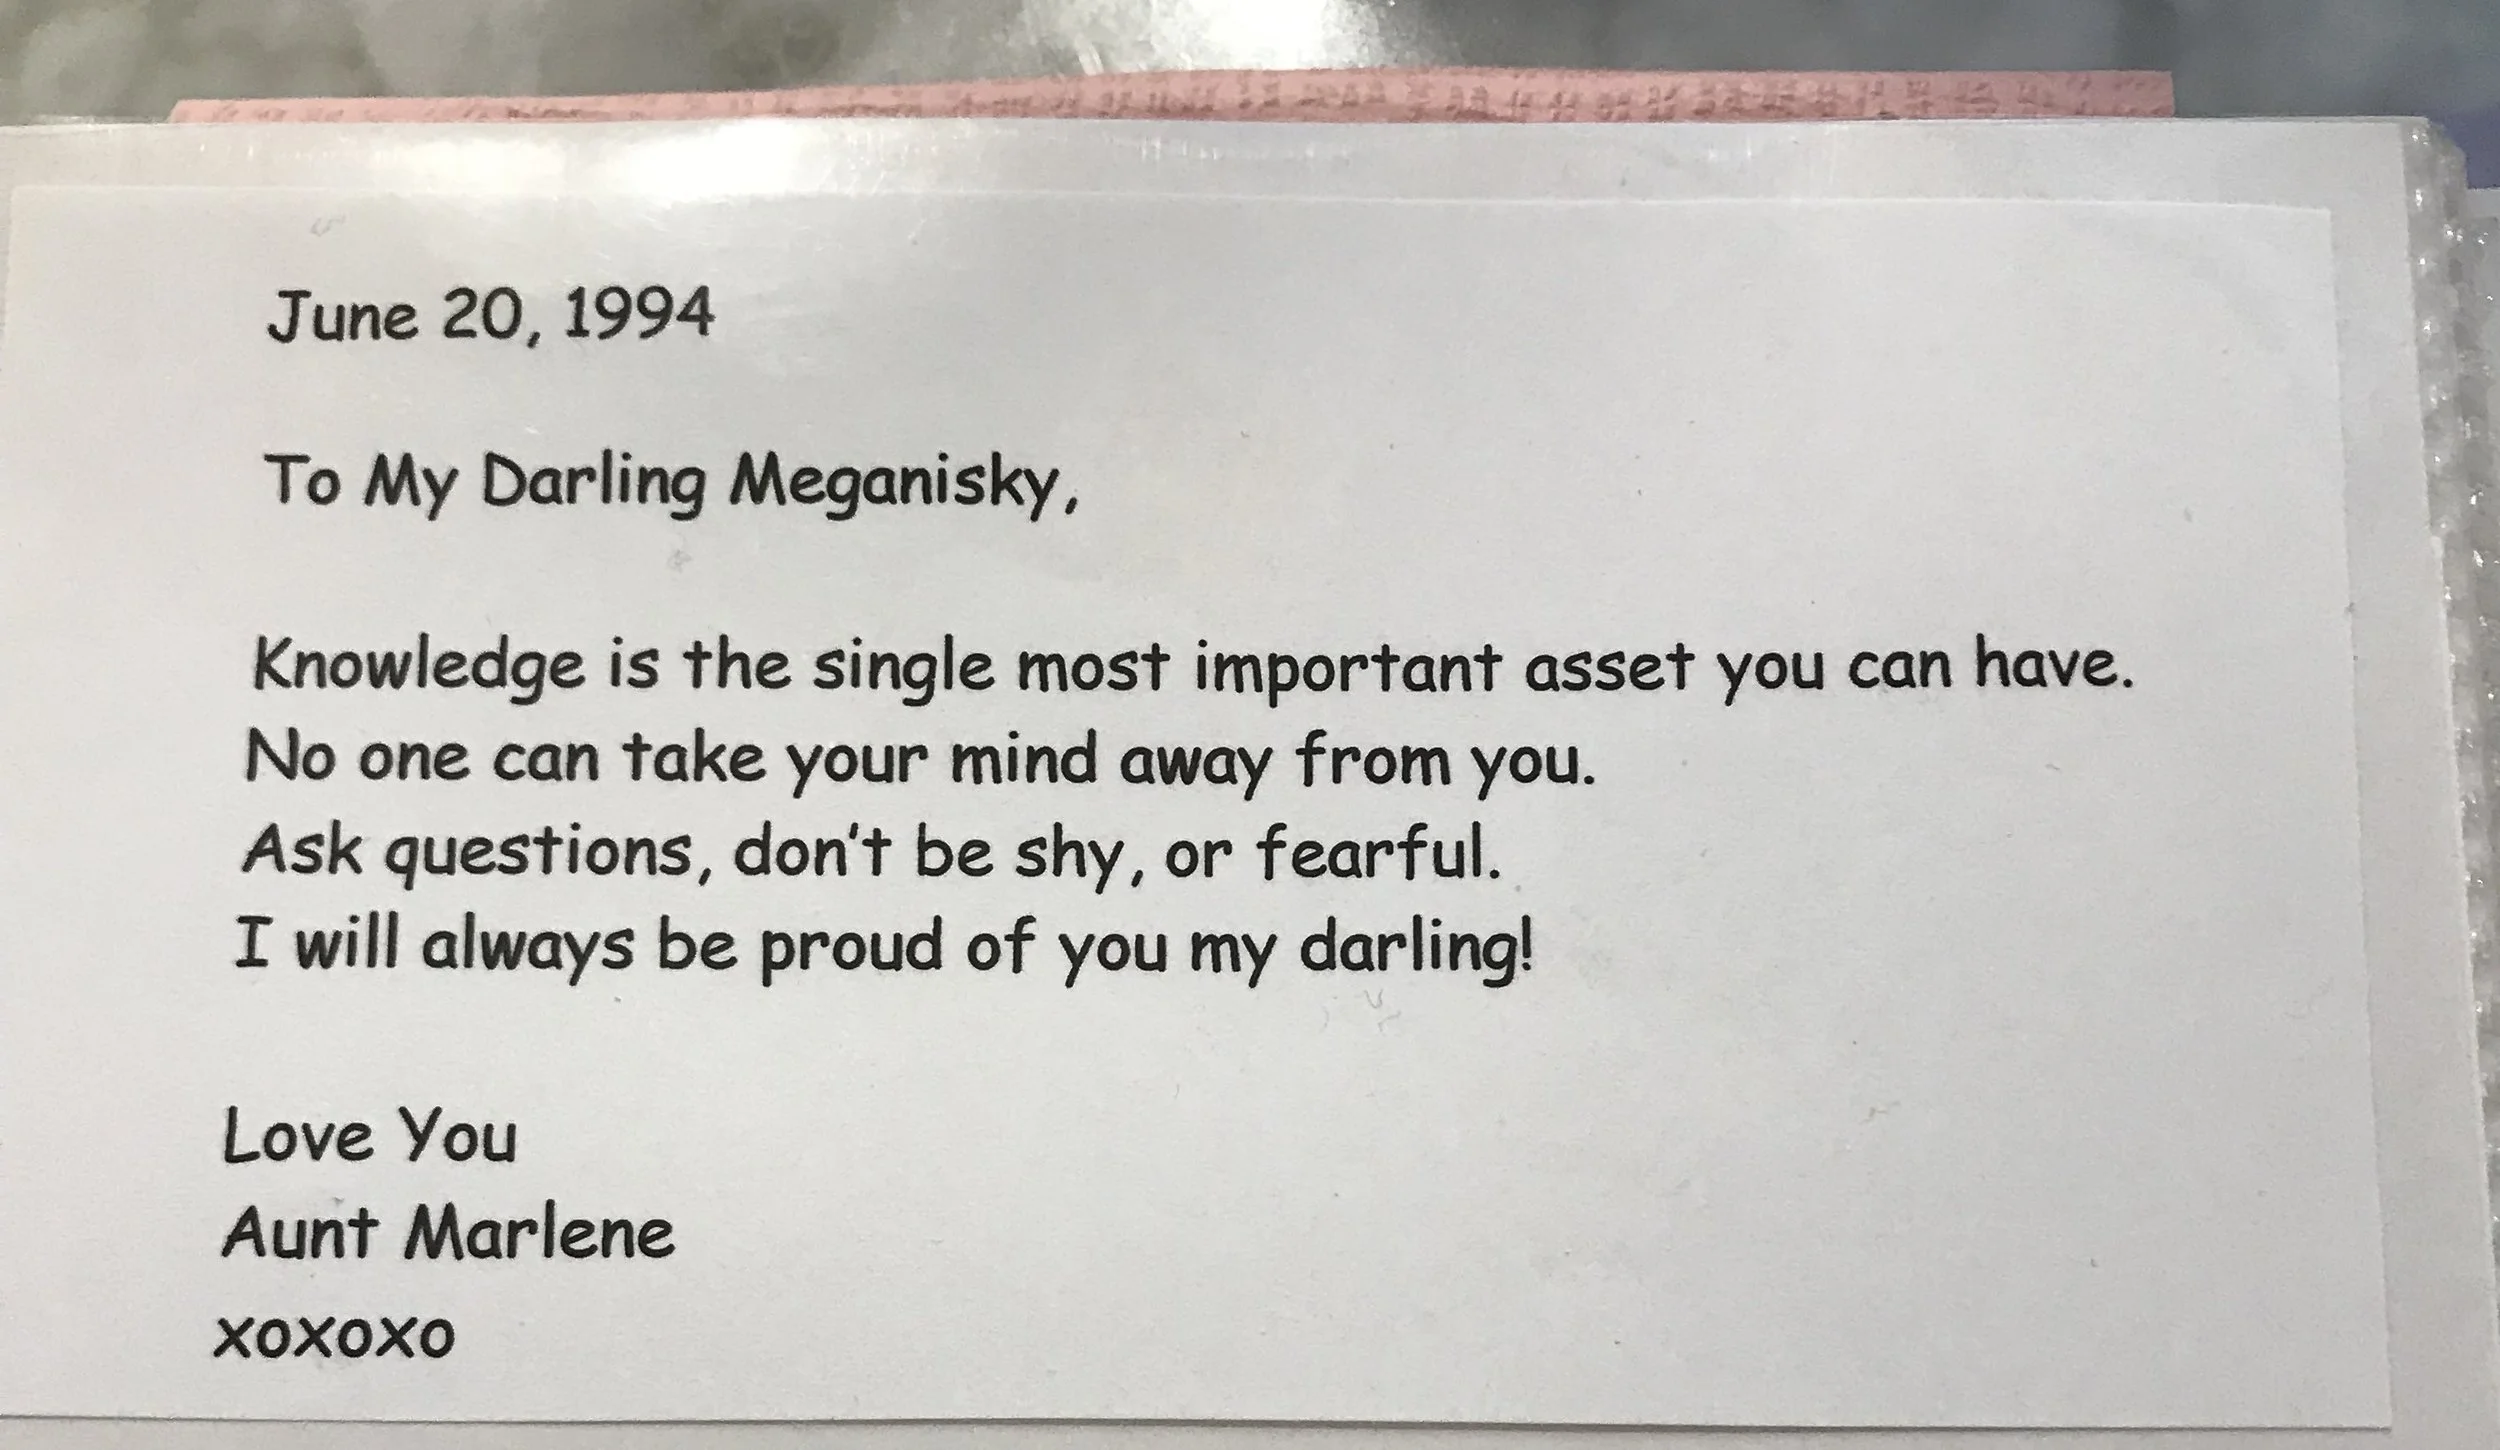 June 20, 1994
To My Darling Meganisky,
Knowledge is the single most important asset you can have.
No one can take your mind away from you.
Ask questions, don't be shy, or fearful.
I will always be proud of you my darling!
Love You
Aunt Marlene
xoxoxo